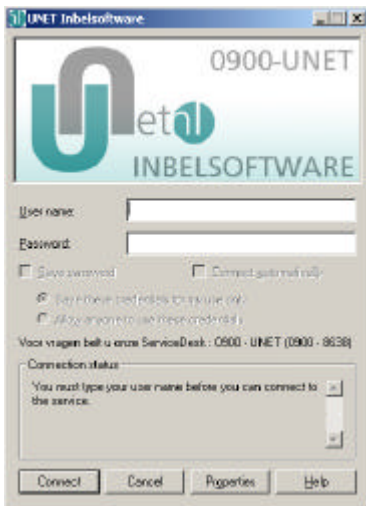 UNET Inbelsoftware
0900-UNET
UNet nl
INBELSOFTWARE
User name:
Password:
Save password
Connect automatically
Save these credentials for my use only
Allow anyone to use these credentials
Voor vragen belt u onze ServiceDesk : 0900 - UNET (0900 - 8638)
Connection status
You must type your user name before you can connect to
the service.
Connect
Cancel
Properties
Help